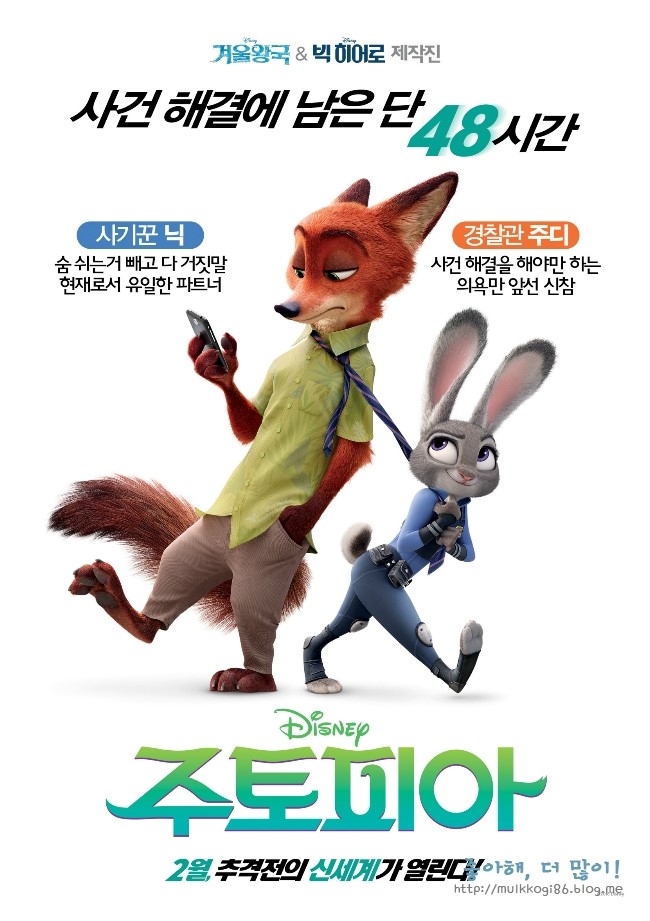 Disney Disney
겨울왕국 & 빅 히어로 제작진
사건 해결에 남은 단 48시간
사기꾼 닉
숨 쉬는거 빼고 다 거짓말
현재로서 유일한 파트너
경찰관 주디
사건 해결을 해야만 하는
의욕만 앞선 신참
Disney
주토피아
2월, 추격전의 신세계가 열린다!
좋아해, 더 많이!
http://mulkkogi86.blog.me